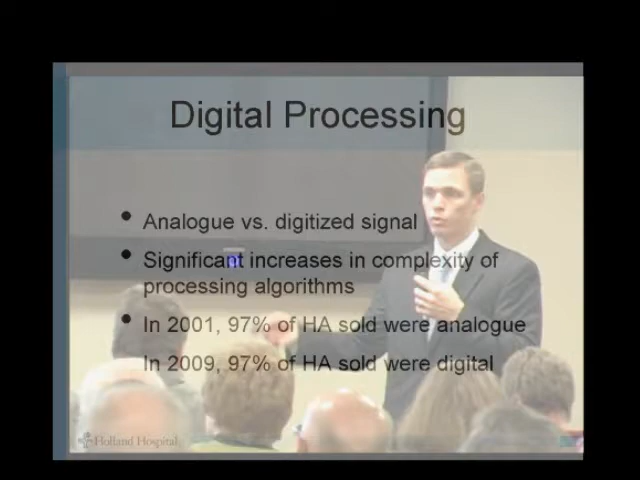 Digital Processing
• Analogue vs. digitized signal
• Significant increases in complexity of
processing algorithms
• In 2001, 97% of HA sold were analogue
In 2009, 97% of HA sold were digital
Holland Hospital